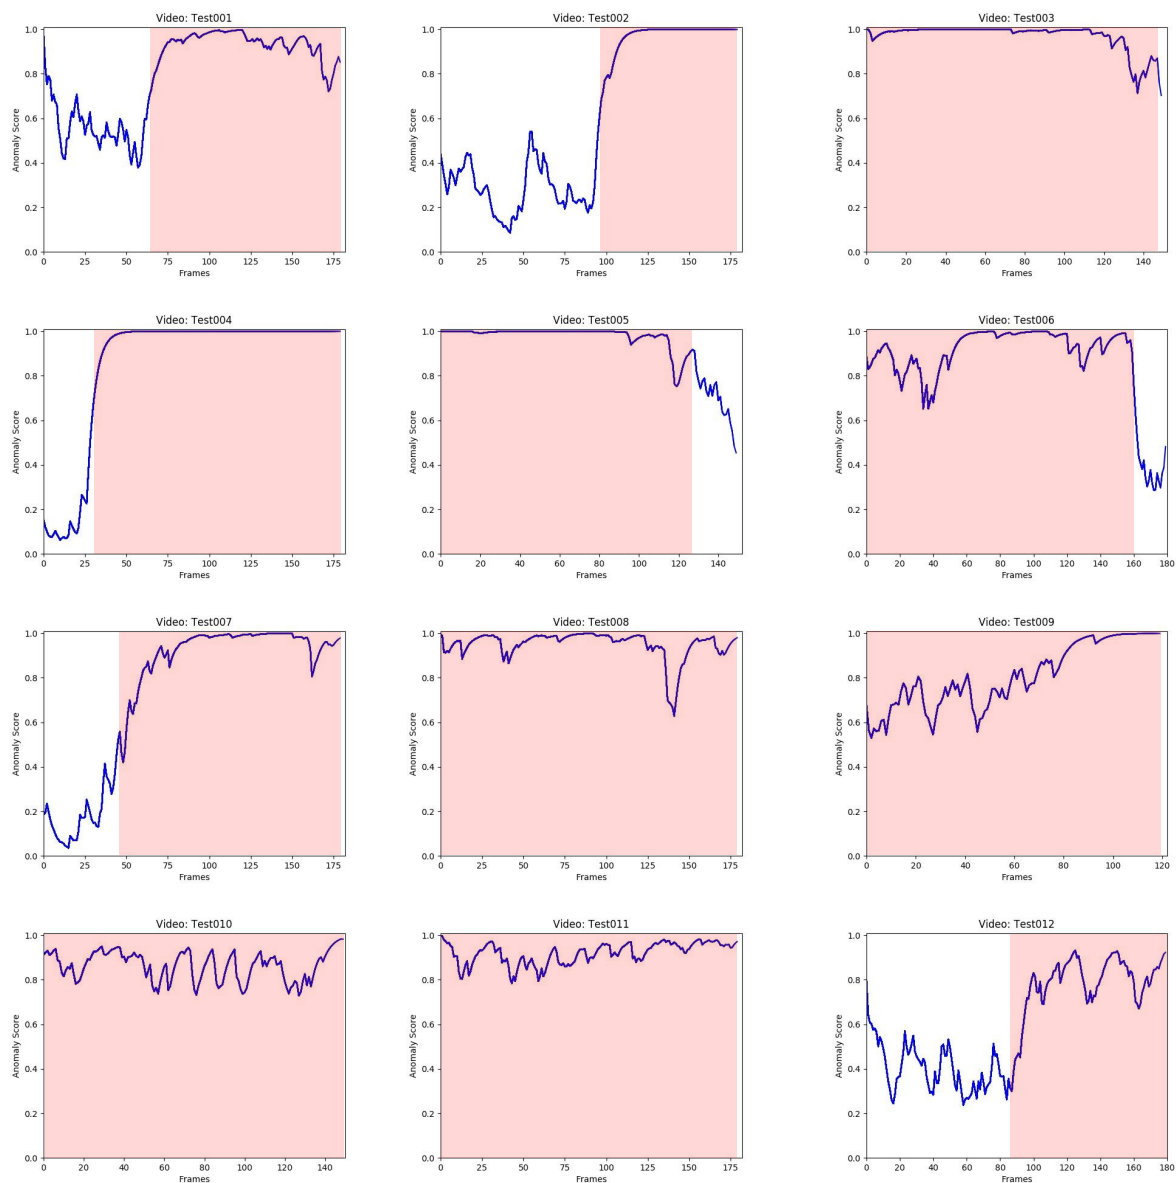 Video: Test001
1.0
0.8
0.6
0.4
0.2
0.0
Anomaly Score
0 25 50 75 100 125 150 175
Frames
Video: Test002
1.0
0.8
0.6
0.4
0.2
0.0
Anomaly Score
0 25 50 75 100 125 150 175
Frames
Video: Test003
1.0
0.8
0.6
0.4
0.2
0.0
Anomaly Score
0 20 40 60 80 100 120 140
Frames
Video: Test004
1.0
0.8
0.6
0.4
0.2
0.0
Anomaly Score
0 25 50 75 100 125 150 175
Frames
Video: Test005
1.0
0.8
0.6
0.4
0.2
0.0
Anomaly Score
0 20 40 60 80 100 120 140
Frames
Video: Test006
1.0
0.8
0.6
0.4
0.2
0.0
Anomaly Score
0 20 40 60 80 100 120 140 160 180
Frames
Video: Test007
1.0
0.8
0.6
0.4
0.2
0.0
Anomaly Score
0 25 50 75 100 125 150 175
Frames
Video: Test008
1.0
0.8
0.6
0.4
0.2
0.0
Anomaly Score
0 25 50 75 100 125 150 175
Frames
Video: Test009
1.0
0.8
0.6
0.4
0.2
0.0
Anomaly Score
0 20 40 60 80 100 120
Frames
Video: Test010
1.0
0.8
0.6
0.4
0.2
0.0
Anomaly Score
0 20 40 60 80 100 120 140
Frames
Video: Test011
1.0
0.8
0.6
0.4
0.2
0.0
Anomaly Score
0 25 50 75 100 125 150 175
Frames
Video: Test012
1.0
0.8
0.6
0.4
0.2
0.0
Anomaly Score
0 20 40 60 80 100 120 140 160 180
Frames